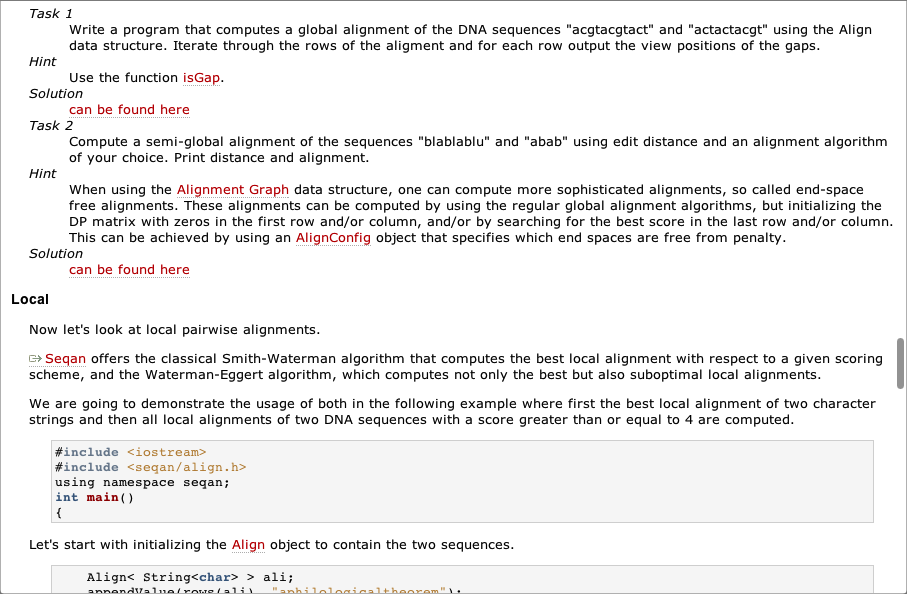 Task 1
Write a program that computes a global alignment of the DNA sequences "acgtacgtact" and "actactacgt" using the Align
data structure. Iterate through the rows of the aligment and for each row output the view positions of the gaps.
Hint
Use the function isGap.
Solution
can be found here
Task 2
Compute a semi-global alignment of the sequences "blablablu" and "abab" using edit distance and an alignment algorithm
of your choice. Print distance and alignment.
Hint
When using the Alignment Graph data structure, one can compute more sophisticated alignments, so called end-space
free alignments. These alignments can be computed by using the regular global alignment algorithms, but initializing the
DP matrix with zeros in the first row and/or column, and/or by searching for the best score in the last row and/or column.
This can be achieved by using an AlignConfig object that specifies which end spaces are free from penalty.
Solution
can be found here
Local
Now let's look at local pairwise alignments.
Seqan offers the classical Smith-Waterman algorithm that computes the best local alignment with respect to a given scoring
scheme, and the Waterman-Eggert algorithm, which computes not only the best but also suboptimal local alignments.
We are going to demonstrate the usage of both in the following example where first the best local alignment of two character
strings and then all local alignments of two DNA sequences with a score greater than or equal to 4 are computed.
#include <iostream>
#include <seqan/align.h>
using namespace seqan;
int main()
{
Let's start with initializing the Align object to contain the two sequences.
Align< String<char> > ali;
appendValue(rows(ali), "aphilologicaltheorem");